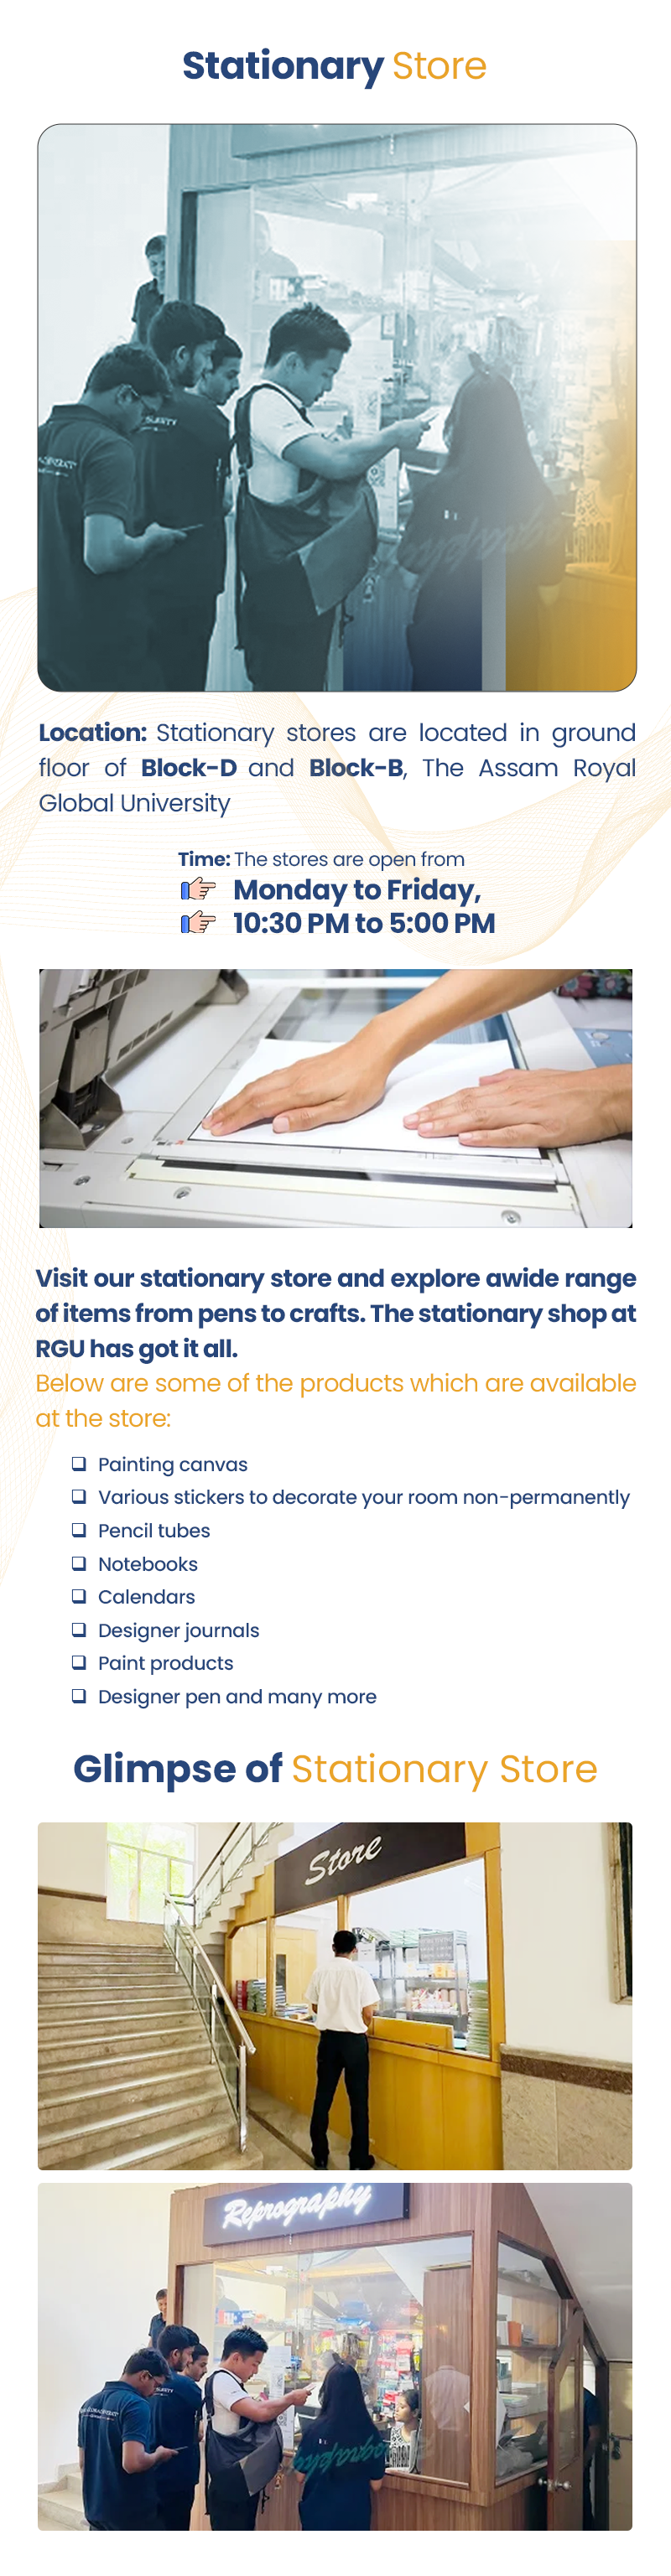 Stationary Store
Location: Stationary stores are located in ground
floor of Block-D and Block-B, The Assam Royal
Global University
Time: The stores are open from
Monday to Friday,
10:30 PM to 5:00 PM
Visit our stationary store and explore awide range
of items from pens to crafts. The stationary shop at
RGU has got it all.
Below are some of the products which are available
at the store:
❑ Painting canvas
❑ Various stickers to decorate your room non-permanently
❑ Pencil tubes
❑ Notebooks
❑ Calendars
❑ Designer journals
❑ Paint products
❑ Designer pen and many more
Glimpse of Stationary Store
Store
Reprography